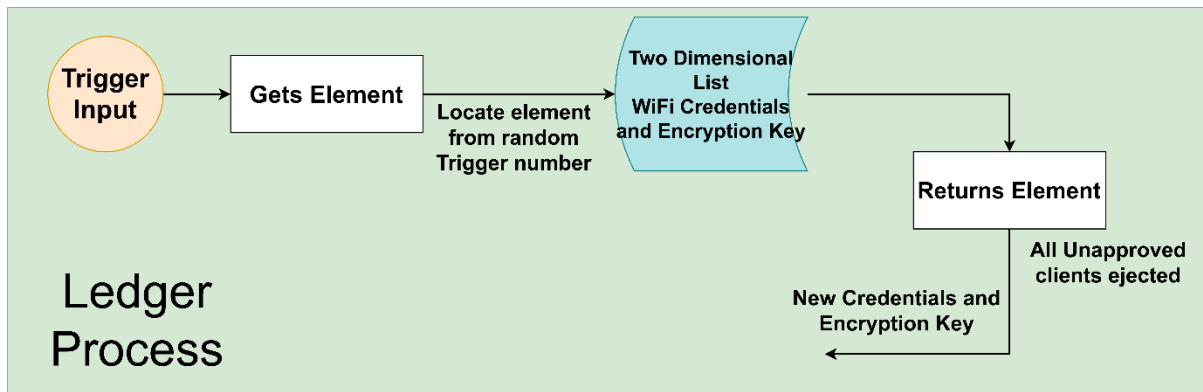 Trigger
Input
Gets Element
Locate element
from random
Trigger number
Two Dimensional
List
WiFi Credentials
and Encryption Key
Returns Element
All Unapproved
clients ejected
New Credentials and
Encryption Key
Ledger
Process